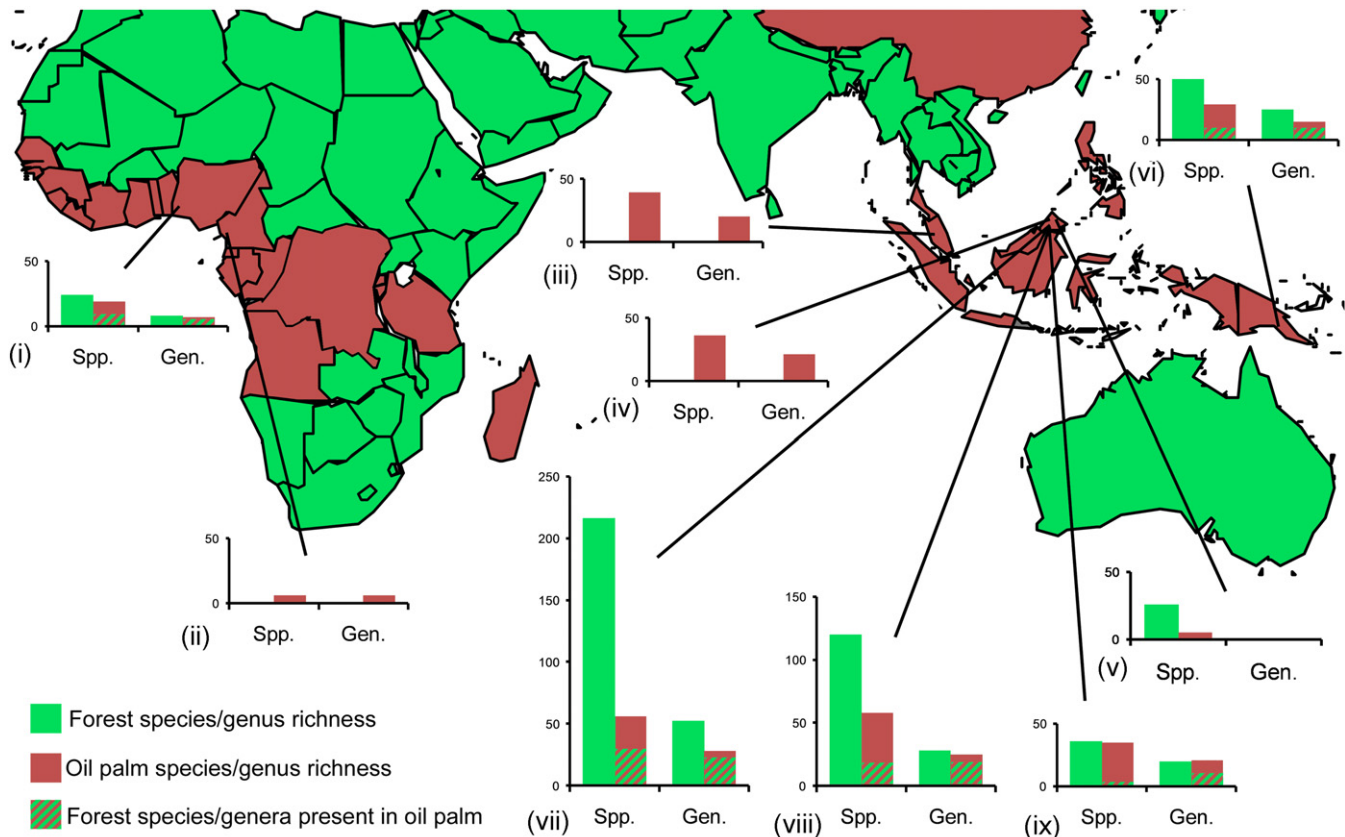 50
0
Spp.
Gen.
(i)
50
0
Spp.
Gen.
(ii)
50
0
Spp.
Gen.
(iii)
50
0
Spp.
Gen.
(iv)
50
0
Spp.
Gen.
(v)
50
0
Spp.
Gen.
(vi)
250
200
150
100
50
0
Spp.
Gen.
(vii)
150
100
50
0
Spp.
Gen.
(viii)
50
0
Spp.
Gen.
(ix)
Forest species/genus richness
Oil palm species/genus richness
Forest species/genera present in oil palm